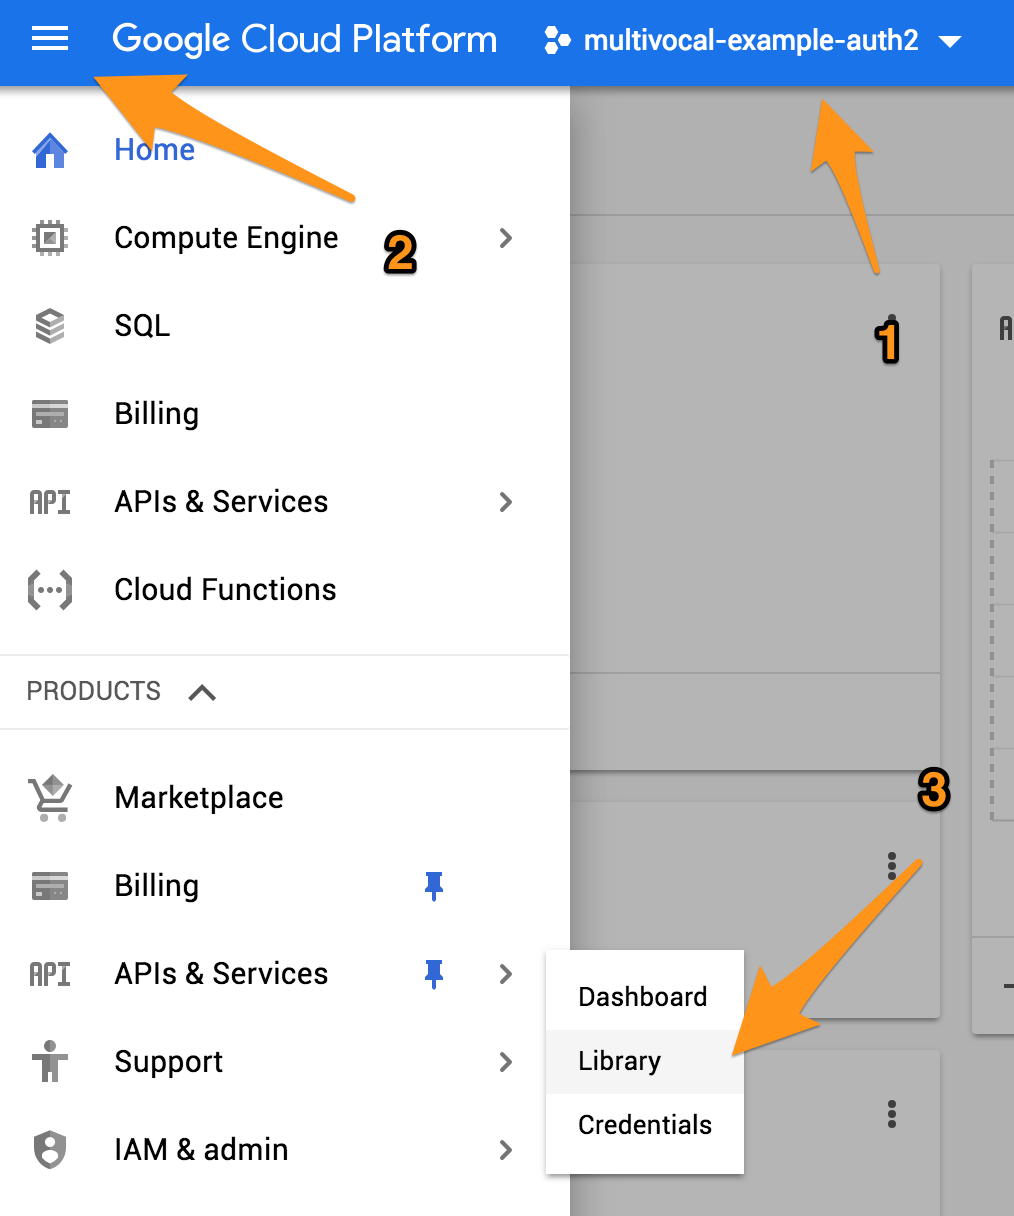 Google Cloud Platform
multivocal-example-auth2
Home
Compute Engine
2
SQL
1
Billing
API APIs & Services
Cloud Functions
PRODUCTS
Marketplace
3
Billing
API APIs & Services
Dashboard
Library
Support
Credentials
IAM & admin